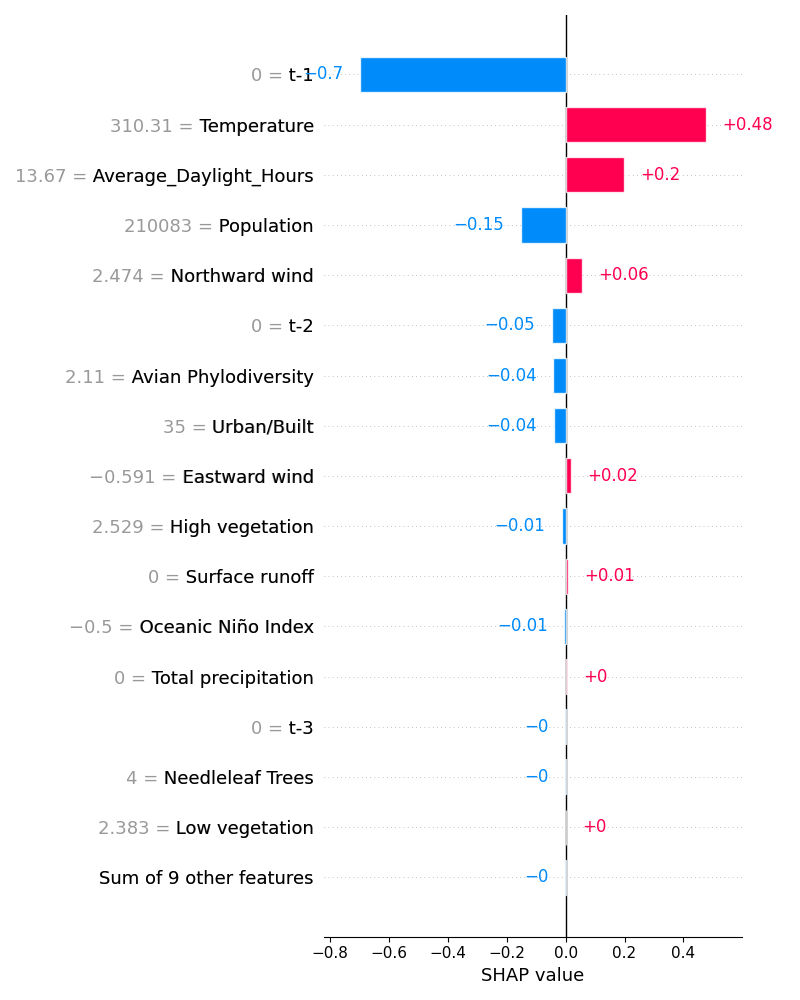 0 = t-1 −0.7
310.31 = Temperature +0.48
13.67 = Average_Daylight_Hours +0.2
210083 = Population −0.15
2.474 = Northward wind +0.06
0 = t-2 −0.05
2.11 = Avian Phylodiversity −0.04
35 = Urban/Built −0.04
−0.591 = Eastward wind +0.02
2.529 = High vegetation −0.01
0 = Surface runoff +0.01
−0.5 = Oceanic Niño Index −0.01
0 = Total precipitation +0
0 = t-3 −0
4 = Needleleaf Trees −0
2.383 = Low vegetation +0
Sum of 9 other features −0
−0.8 −0.6 −0.4 −0.2 0.0 0.2 0.4
SHAP value